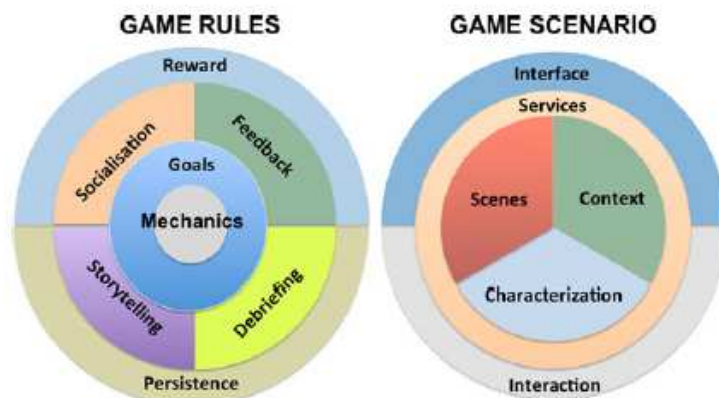 GAME RULES
Reward
Socialisation
Feedback
Goals
Mechanics
Storytelling
Debriefing
Persistence
GAME SCENARIO
Interface
Services
Scenes
Context
Characterization
Interaction